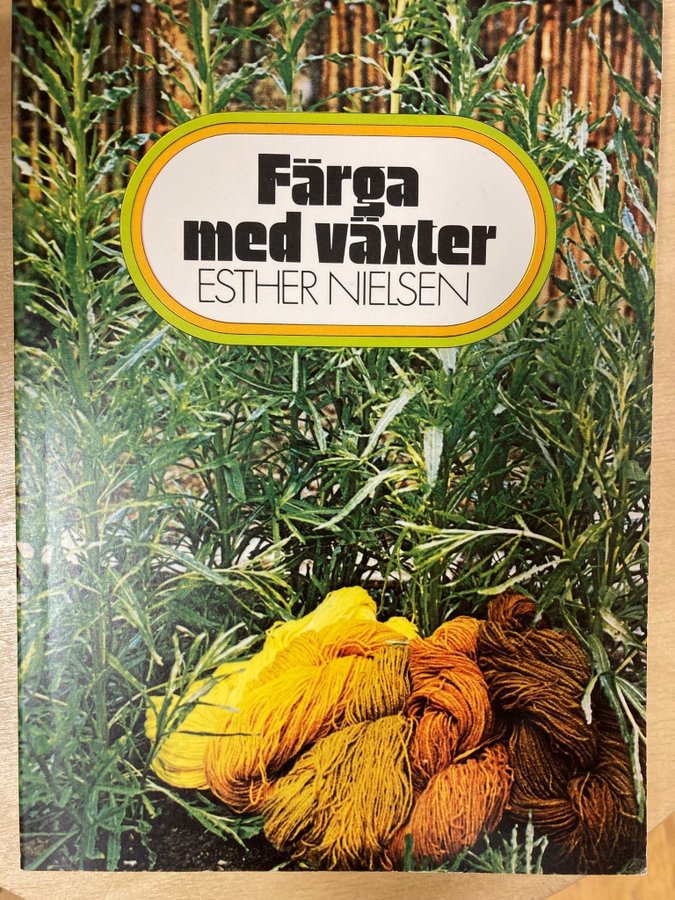 Färga
med växter
ESTHER NIELSEN